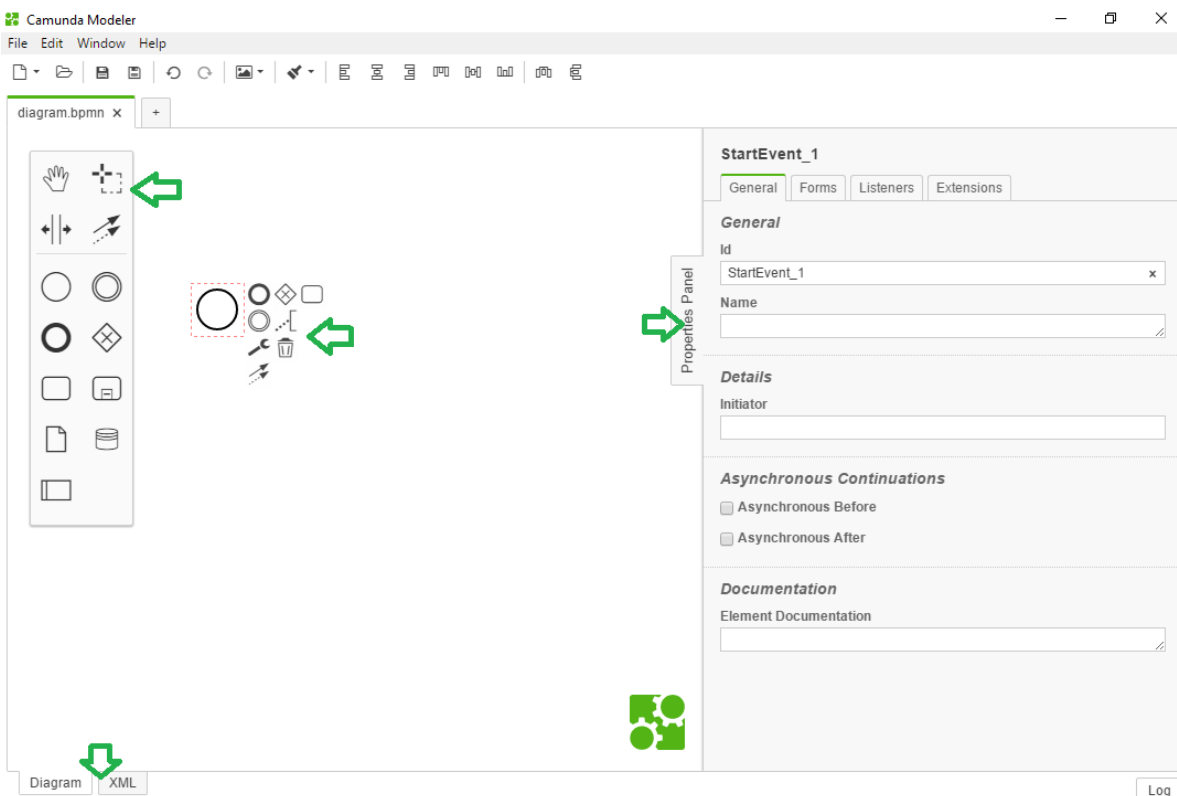 Camunda Modeler
File Edit Window Help
diagram.bpmn × +
StartEvent_1
General Forms Listeners Extensions
General
Id
StartEvent_1 ×
Name
Properties Panel
Details
Initiator
Asynchronous Continuations
Asynchronous Before
Asynchronous After
Documentation
Element Documentation
Diagram XML
Log